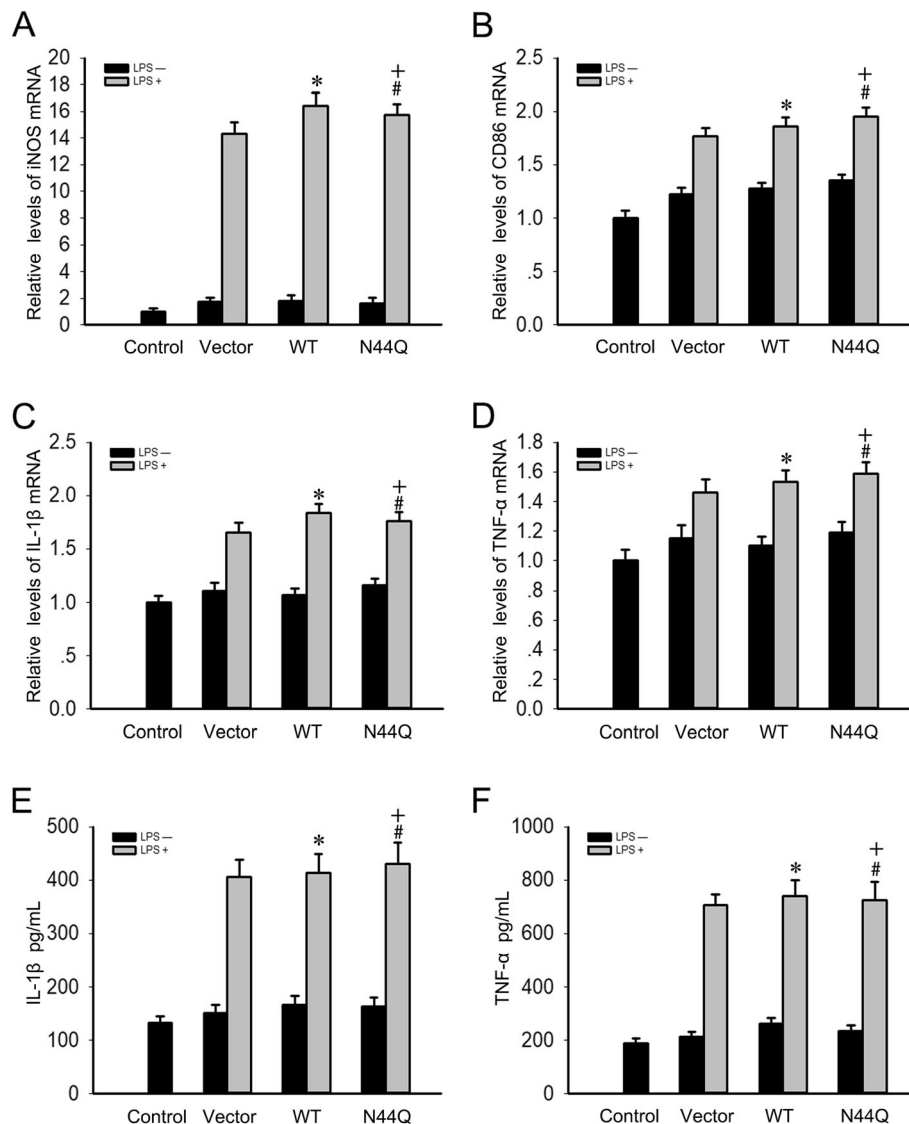 A
Relative levels of iNOS mRNA
LPS —
LPS +
20
18
16
14
12
10
8
6
4
2
0
*
+
#
Control Vector WT N44Q
B
Relative levels of CD86 mRNA
LPS —
LPS +
2.5
2.0
1.5
1.0
.5
0.0
*
+
#
Control Vector WT N44Q
C
Relative levels of IL-1β mRNA
LPS —
LPS +
2.5
2.0
1.5
1.0
.5
0.0
*
+
#
Control Vector WT N44Q
D
Relative levels of TNF-α mRNA
LPS —
LPS +
1.8
1.6
1.4
1.2
1.0
.8
.6
.4
.2
0.0
*
+
#
Control Vector WT N44Q
E
IL-1β pg/mL
LPS —
LPS +
500
400
300
200
100
0
*
+
#
Control Vector WT N44Q
F
TNF-α pg/mL
LPS —
LPS +
1000
800
600
400
200
0
*
+
#
Control Vector WT N44Q